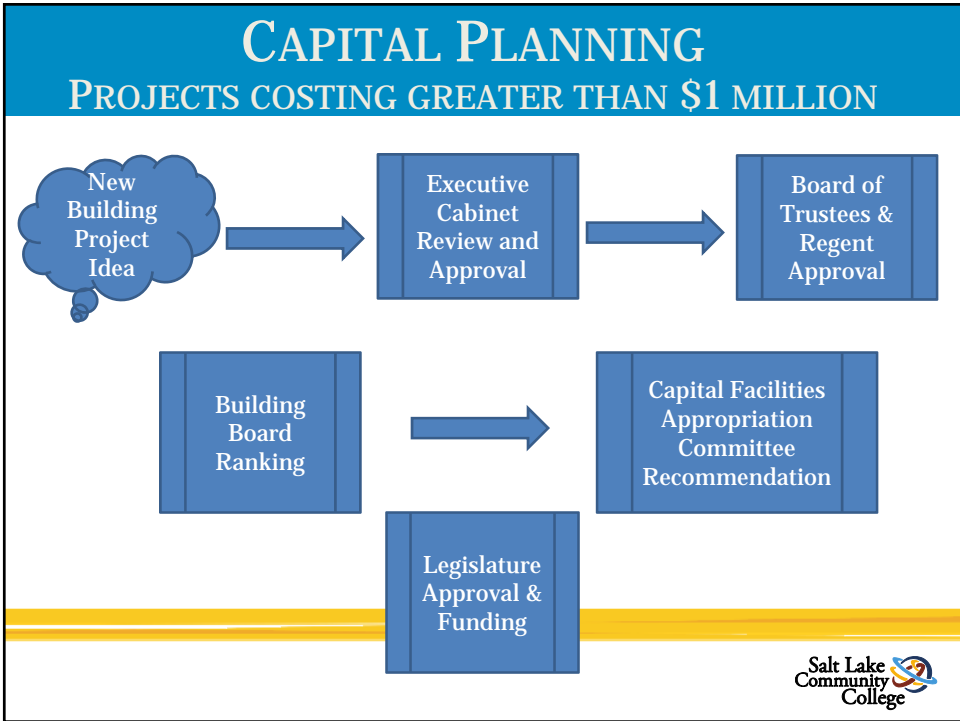 CAPITAL PLANNING
PROJECTS COSTING GREATER THAN $1 MILLION
New
Building
Project
Idea
Executive
Cabinet
Review and
Approval
Board of
Trustees &
Regent
Approval
Building
Board
Ranking
Capital Facilities
Appropriation
Committee
Recommendation
Legislature
Approval &
Funding
Salt Lake
Community
College